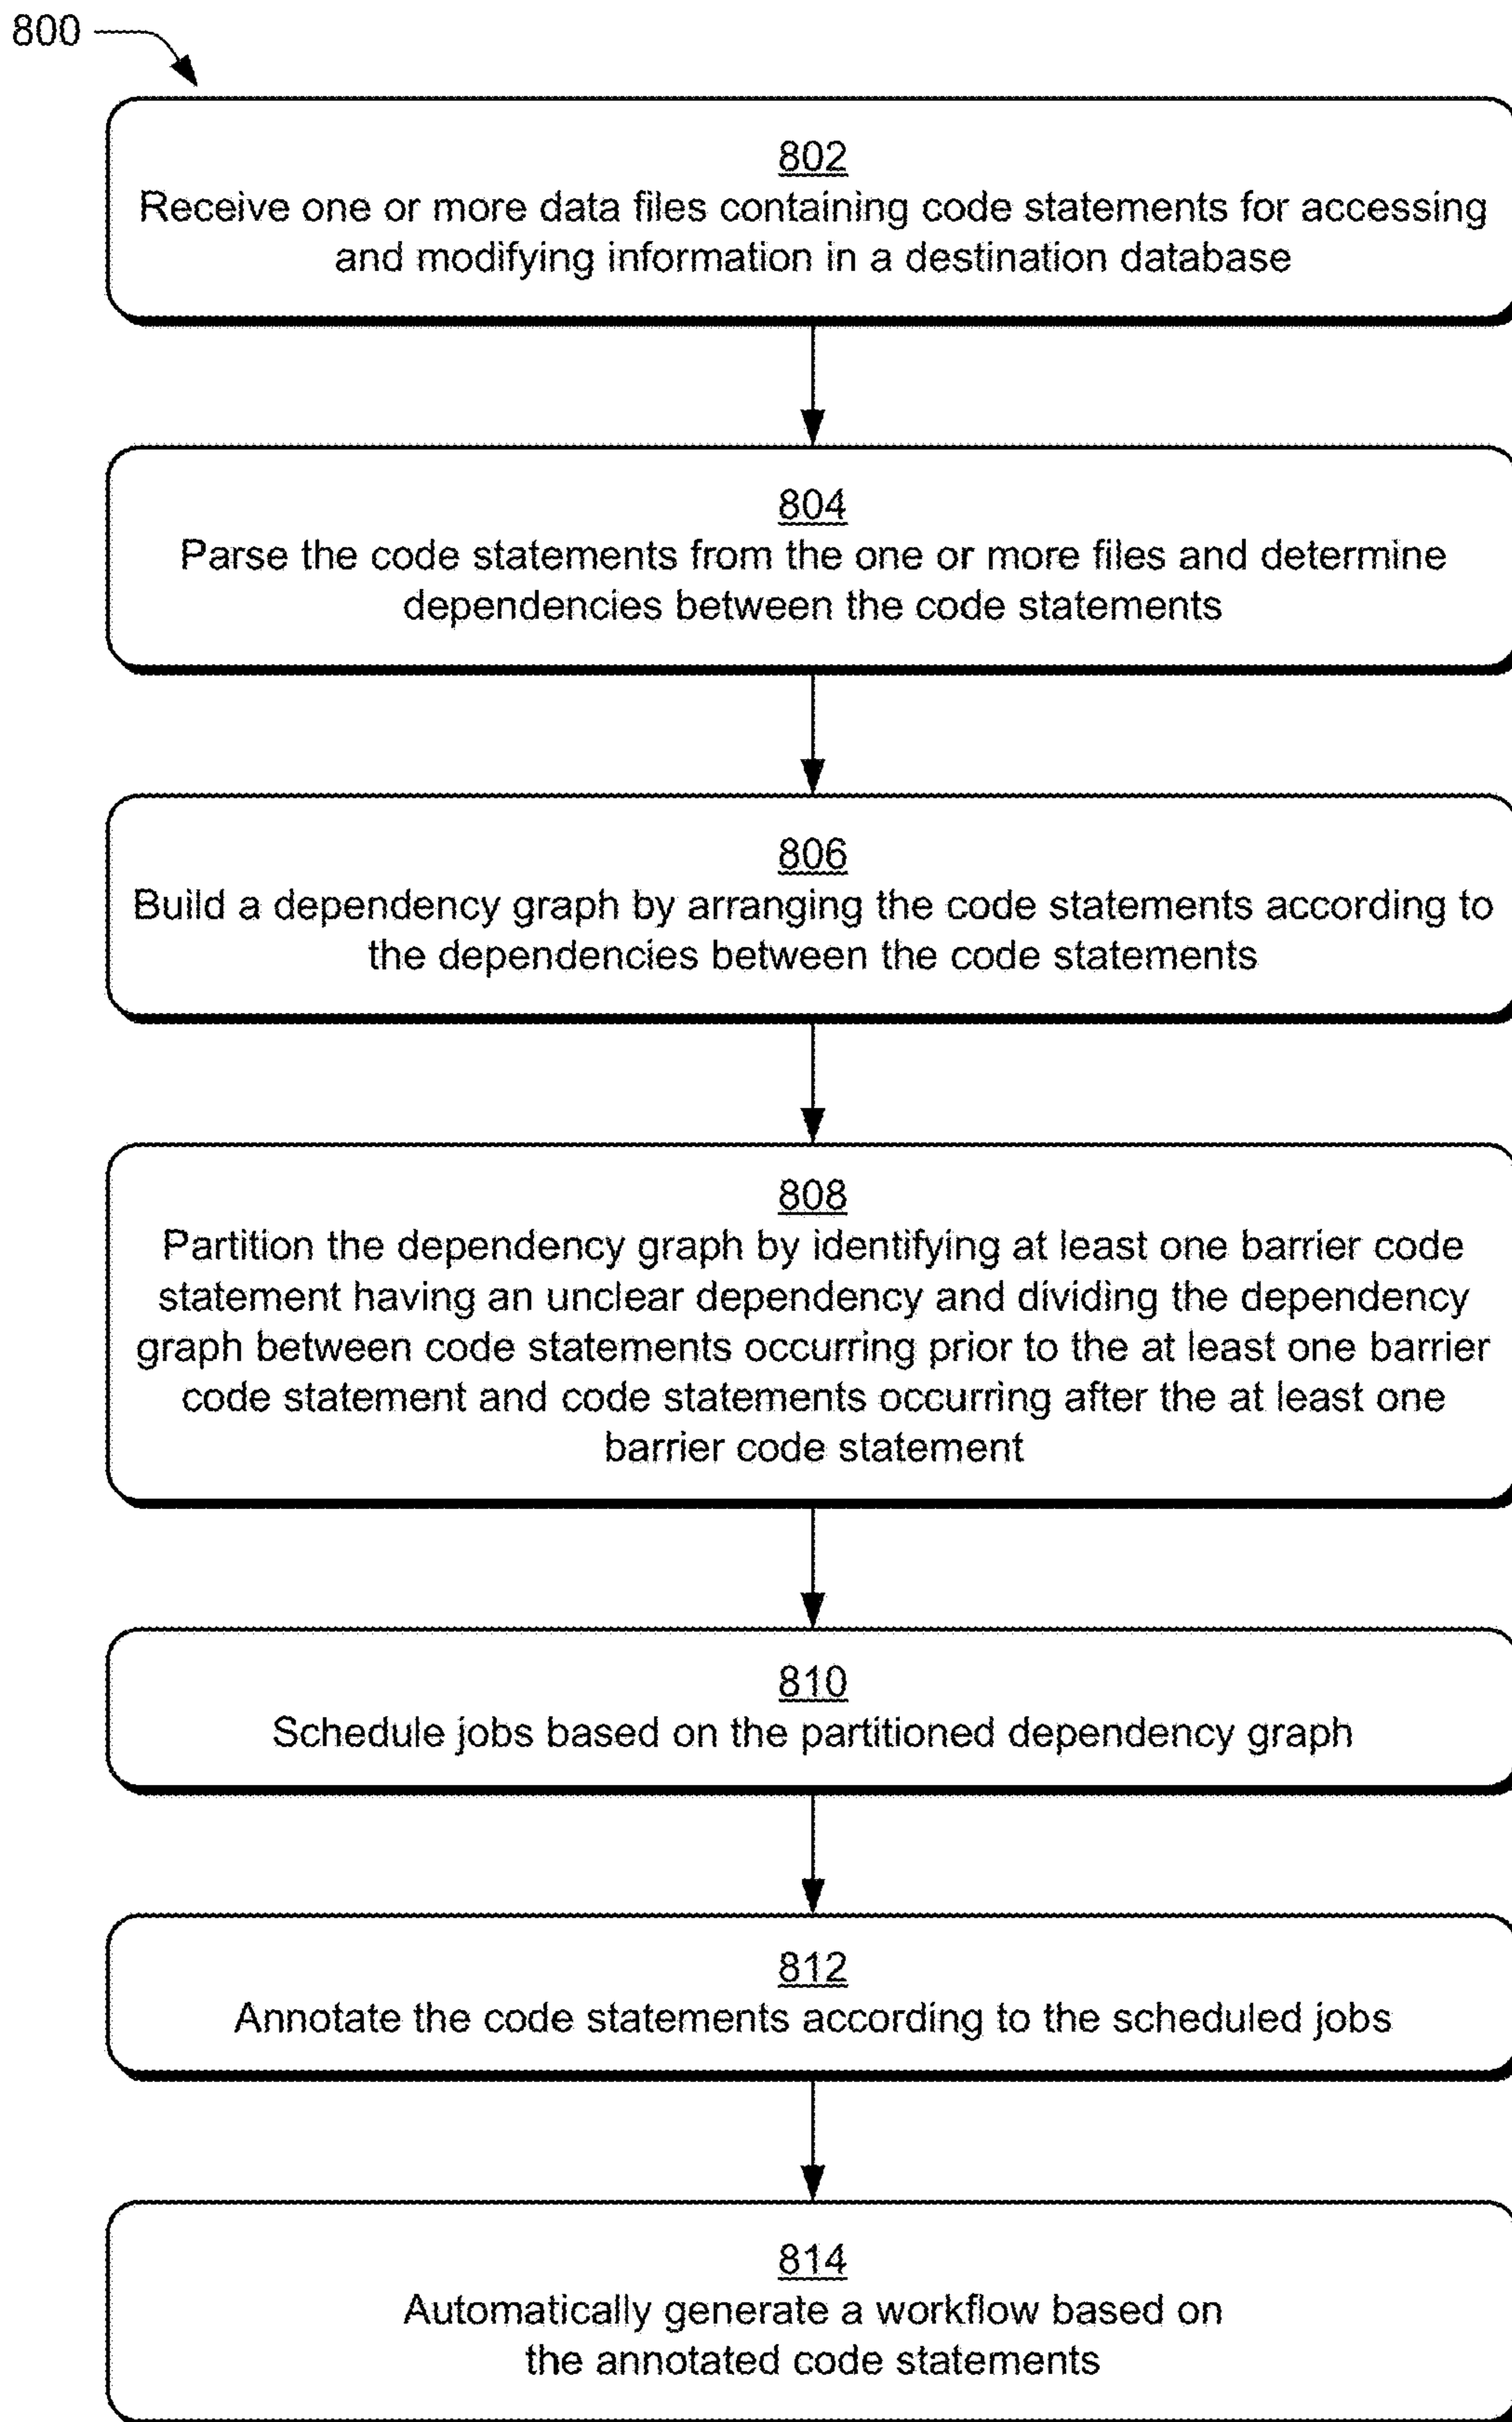 800
802
Receive one or more data files containing code statements for accessing
and modifying information in a destination database
804
Parse the code statements from the one or more files and determine
dependencies between the code statements
806
Build a dependency graph by arranging the code statements according to
the dependencies between the code statements
808
Partition the dependency graph by identifying at least one barrier code
statement having an unclear dependency and dividing the dependency
graph between code statements occurring prior to the at least one barrier
code statement and code statements occurring after the at least one
barrier code statement
810
Schedule jobs based on the partitioned dependency graph
812
Annotate the code statements according to the scheduled jobs
814
Automatically generate a workflow based on
the annotated code statements